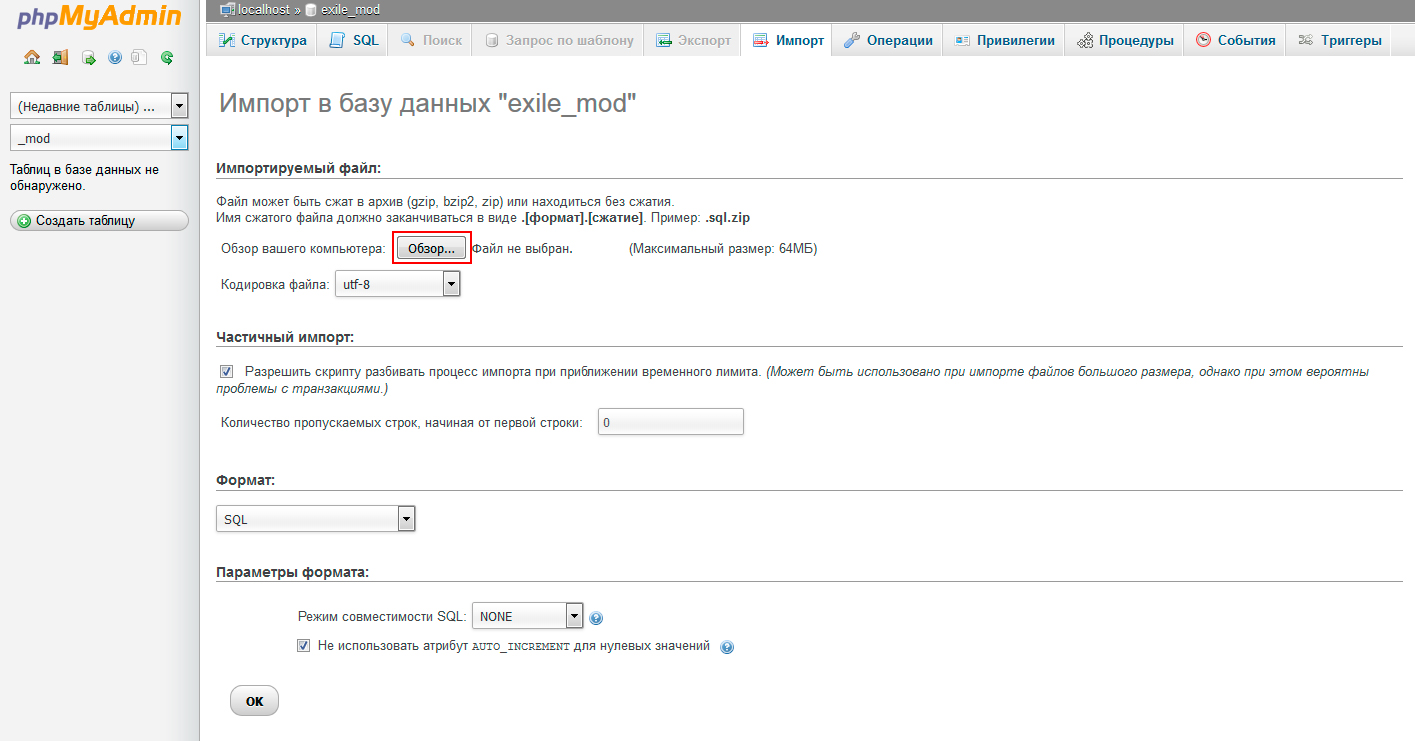 phpMyAdmin
(Недавние таблицы) ...
_mod
Таблиц в базе данных не
обнаружено.
Создать таблицу
localhost » exile_mod
Структура SQL Поиск Запрос по шаблону Экспорт Импорт Операции Привилегии Процедуры События Триггеры
Импорт в базу данных "exile_mod"
Импортируемый файл:
Файл может быть сжат в архив (gzip, bzip2, zip) или находиться без сжатия.
Имя сжатого файла должно заканчиваться в виде .[формат].[сжатие]. Пример: .sql.zip
Обзор вашего компьютера: Обзор... Файл не выбран. (Максимальный размер: 64МБ)
Кодировка файла: utf-8
Частичный импорт:
Разрешить скрипту разбивать процесс импорта при приближении временного лимита. (Может быть использовано при импорте файлов большого размера, однако при этом вероятны
проблемы с транзакциями.)
Количество пропускаемых строк, начиная от первой строки: 0
Формат:
SQL
Параметры формата:
Режим совместимости SQL: NONE
Не использовать атрибут AUTO_INCREMENT для нулевых значений
ОК